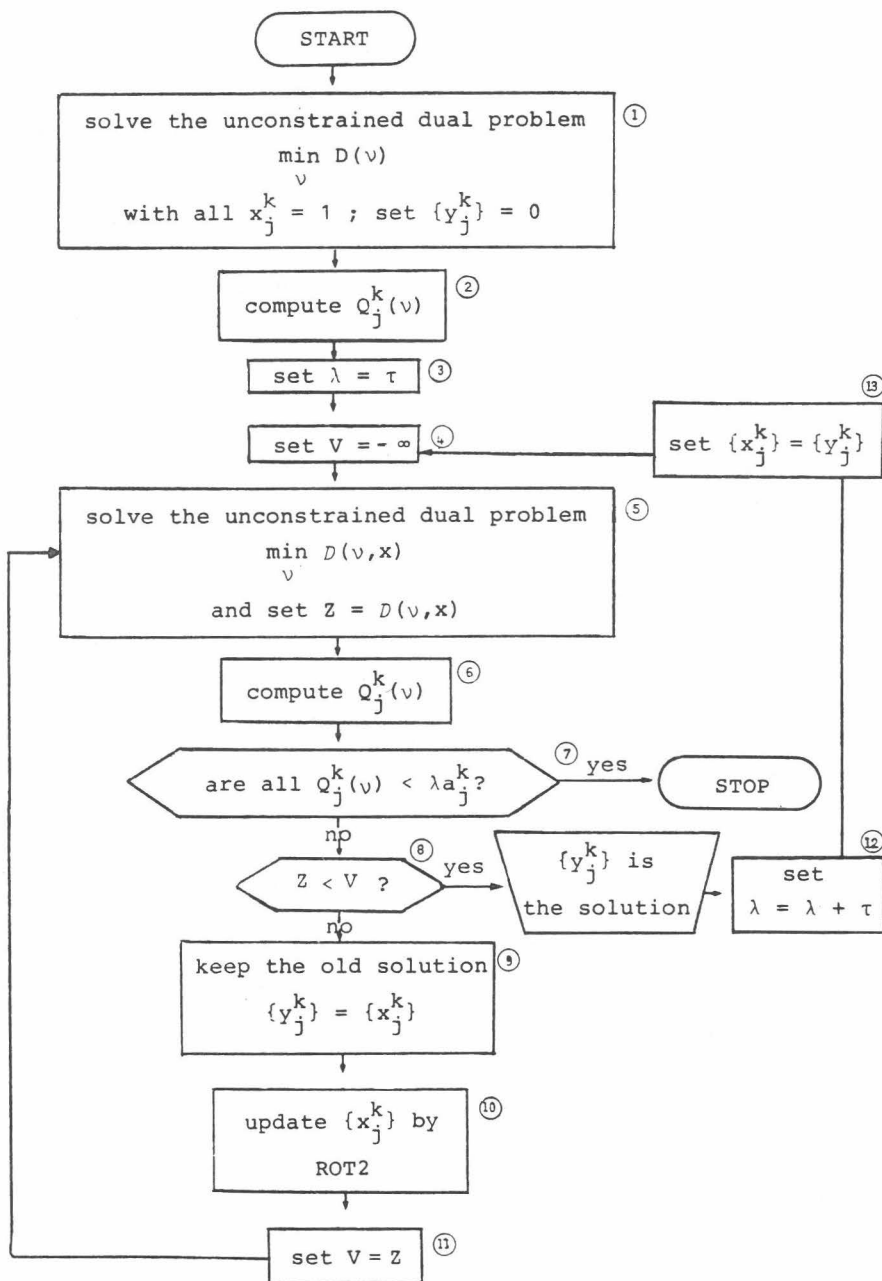 START
①
solve the unconstrained dual problem
min D(ν)
ν
with all x_j^k = 1 ; set {y_j^k} = 0
②
compute Q_j^k(ν)
③
set λ = τ
④
set V = - ∞
⑬
set {x_j^k} = {y_j^k}
⑤
solve the unconstrained dual problem
min D(ν,x)
ν
and set Z = D(ν,x)
⑥
compute Q_j^k(ν)
⑦
are all Q_j^k(ν) < λa_j^k?
yes
STOP
no
⑧
Z < V ?
yes
{y_j^k} is
the solution
⑫
set
λ = λ + τ
no
⑨
keep the old solution
{y_j^k} = {x_j^k}
⑩
update {x_j^k} by
ROT2
⑪
set V = Z